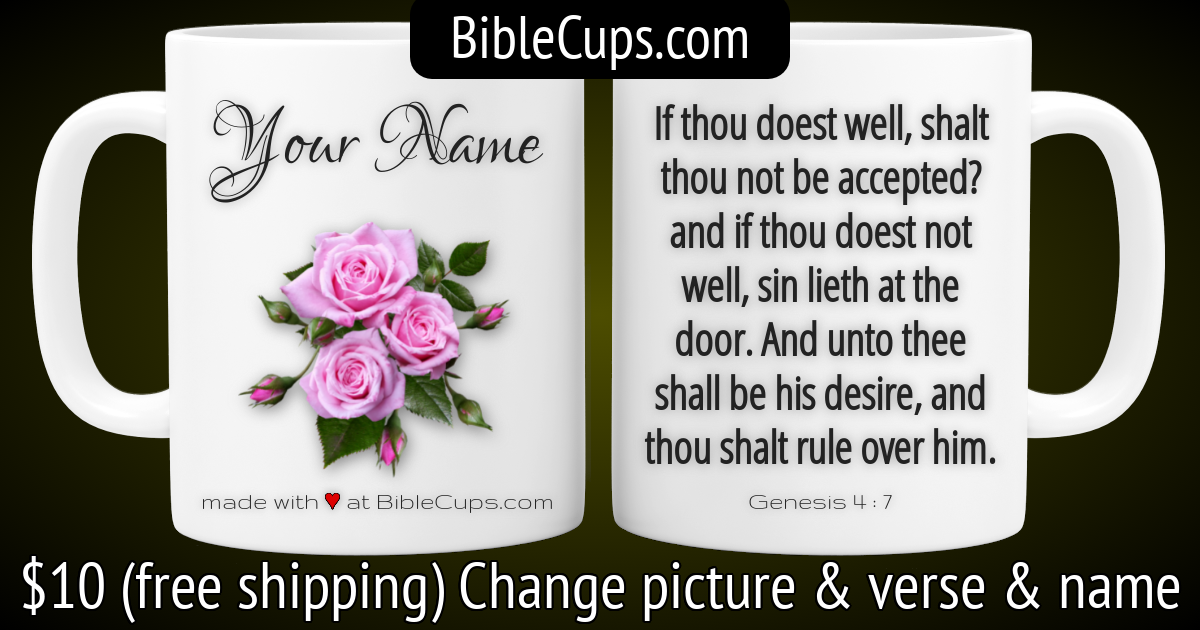 BibleCups.com
Your Name
made with ♥ at BibleCups.com
If thou doest well, shalt
thou not be accepted?
and if thou doest not
well, sin lieth at the
door. And unto thee
shall be his desire, and
thou shalt rule over him.
Genesis 4 : 7
$10 (free shipping) Change picture & verse & name